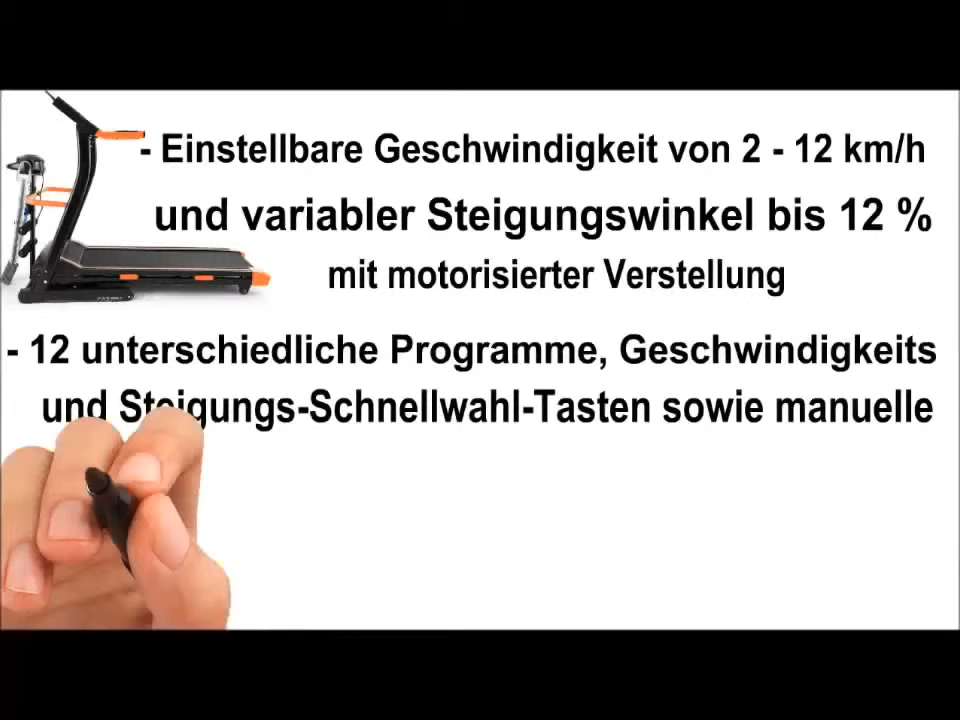 - Einstellbare Geschwindigkeit von 2 - 12 km/h
und variabler Steigungswinkel bis 12 %
mit motorisierter Verstellung
- 12 unterschiedliche Programme, Geschwindigkeits
und Steigungs-Schnellwahl-Tasten sowie manuelle